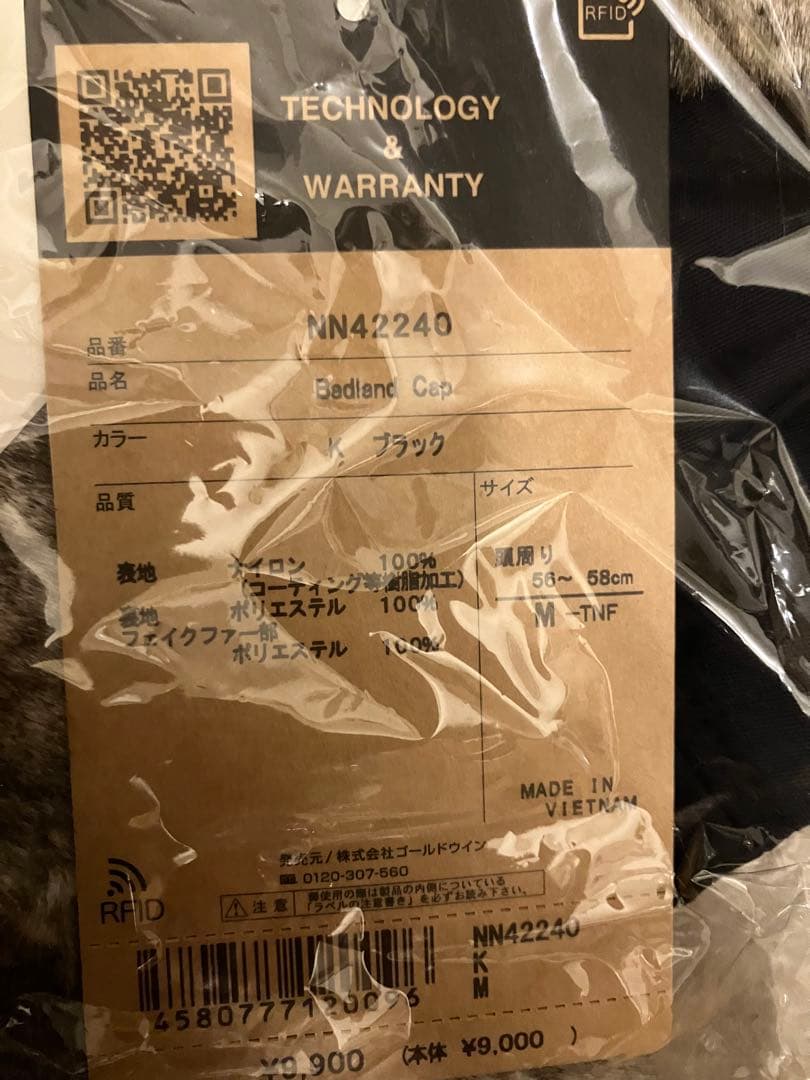 RFID
TECHNOLOGY
&
WARRANTY
品番 NN42240
品名 Badland Cap
カラー K ブラック
品質
サイズ
表地 ナイロン 100%
(コーティング等樹脂加工)
裏地 ポリエステル 100%
フェイクファー部
ポリエステル 100%
頭周り
56～ 58cm
M -TNF
MADE IN
VIETNAM
発売元/株式会社ゴールドウイン
0120-307-560
RFID
注意
御使用の際は製品の内側についている
「ラベルの注意書き」を必ずお読み下さい。
NN42240
K
M
4580777120096
¥9,900 (本体 ¥9,000 )